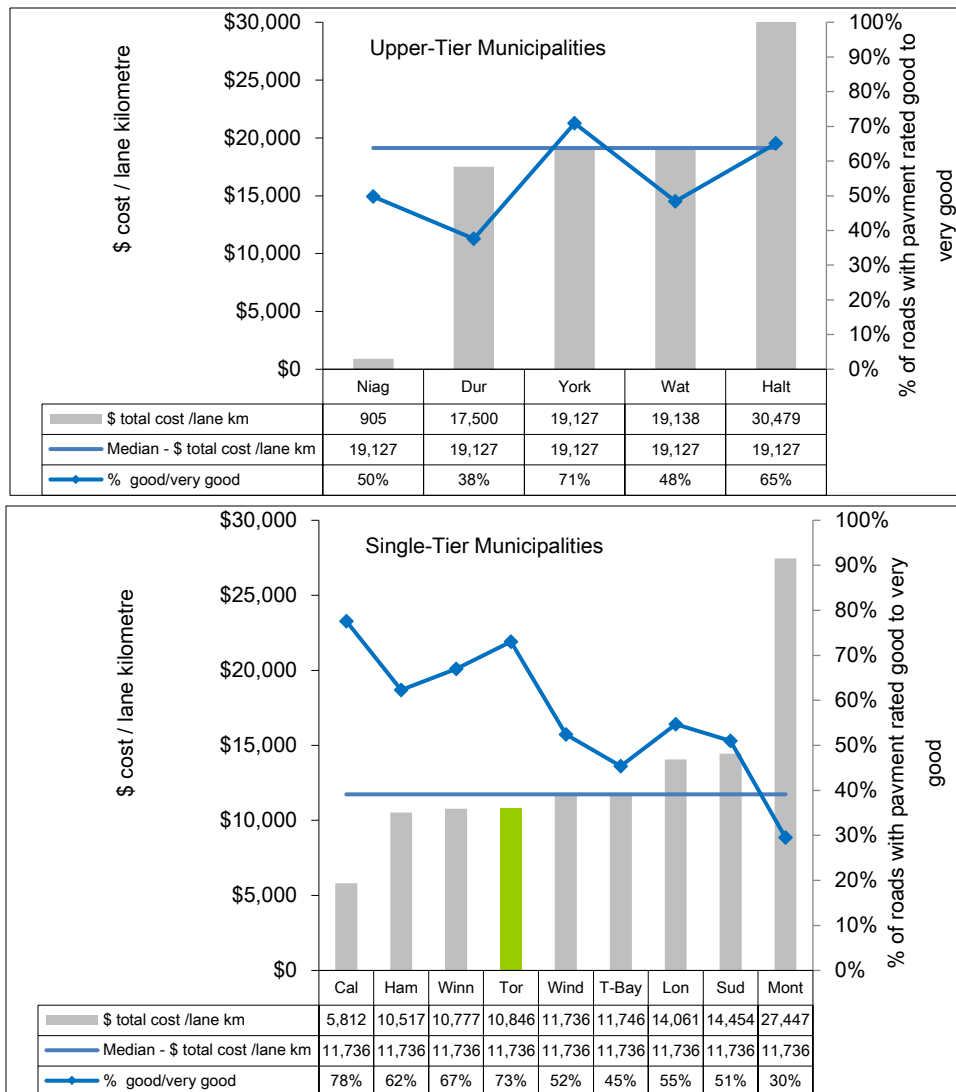 Upper-Tier Municipalities
$ cost / lane kilometre
$30,000
$25,000
$20,000
$15,000
$10,000
$5,000
$0
100%
90%
80%
70%
60%
50%
40%
30%
20%
10%
0%
% of roads with pavment rated good to
very good
Niag Dur York Wat Halt
$ total cost /lane km 905 17,500 19,127 19,138 30,479
Median - $ total cost /lane km 19,127 19,127 19,127 19,127 19,127
% good/very good 50% 38% 71% 48% 65%
Single-Tier Municipalities
$ cost / lane kilometre
$30,000
$25,000
$20,000
$15,000
$10,000
$5,000
$0
100%
90%
80%
70%
60%
50%
40%
30%
20%
10%
0%
% of roads with pavment rated good to very
good
Cal Ham Winn Tor Wind T-Bay Lon Sud Mont
$ total cost /lane km 5,812 10,517 10,777 10,846 11,736 11,746 14,061 14,454 27,447
Median - $ total cost /lane km 11,736 11,736 11,736 11,736 11,736 11,736 11,736 11,736 11,736
% good/very good 78% 62% 67% 73% 52% 45% 55% 51% 30%